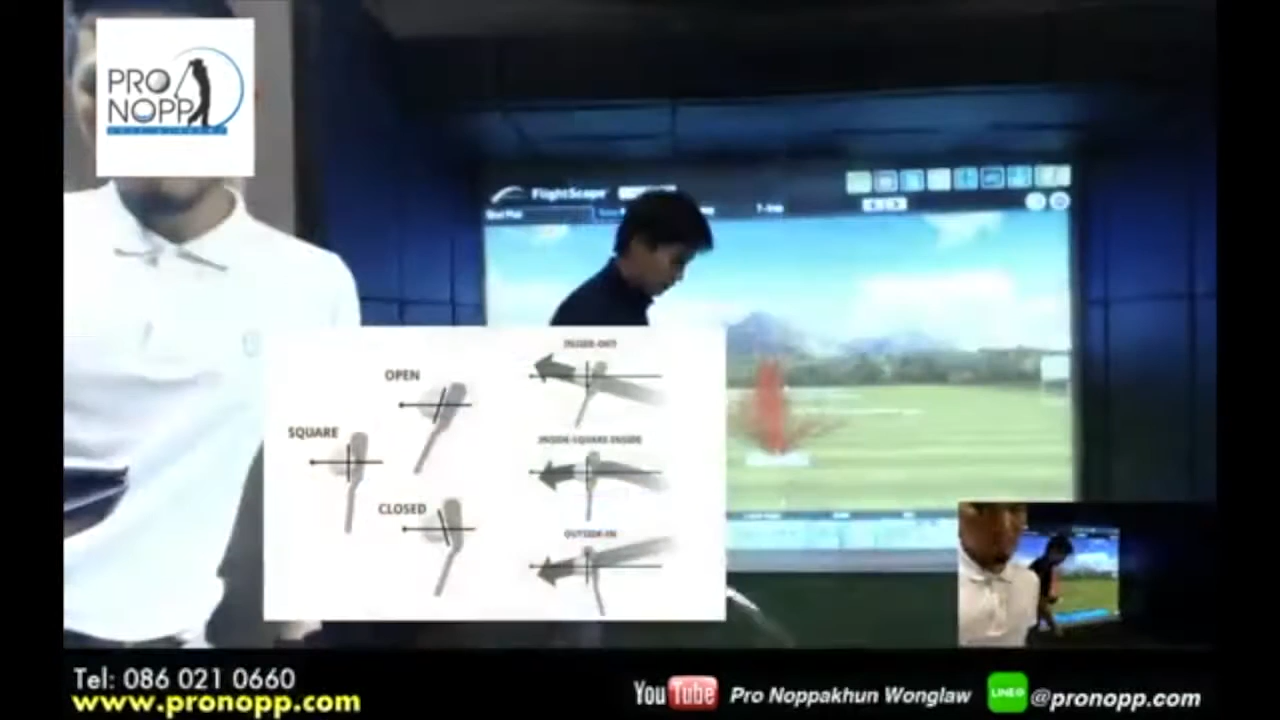 PRO
NOPP
FlightScope
OPEN
SQUARE
CLOSED
INSIDE-OUT
INSIDE-SQUARE-INSIDE
OUTSIDE-IN
Tel: 086 021 0660
www.pronopp.com
YouTube Pro Noppakhun Wonglaw
LINE @pronopp.com